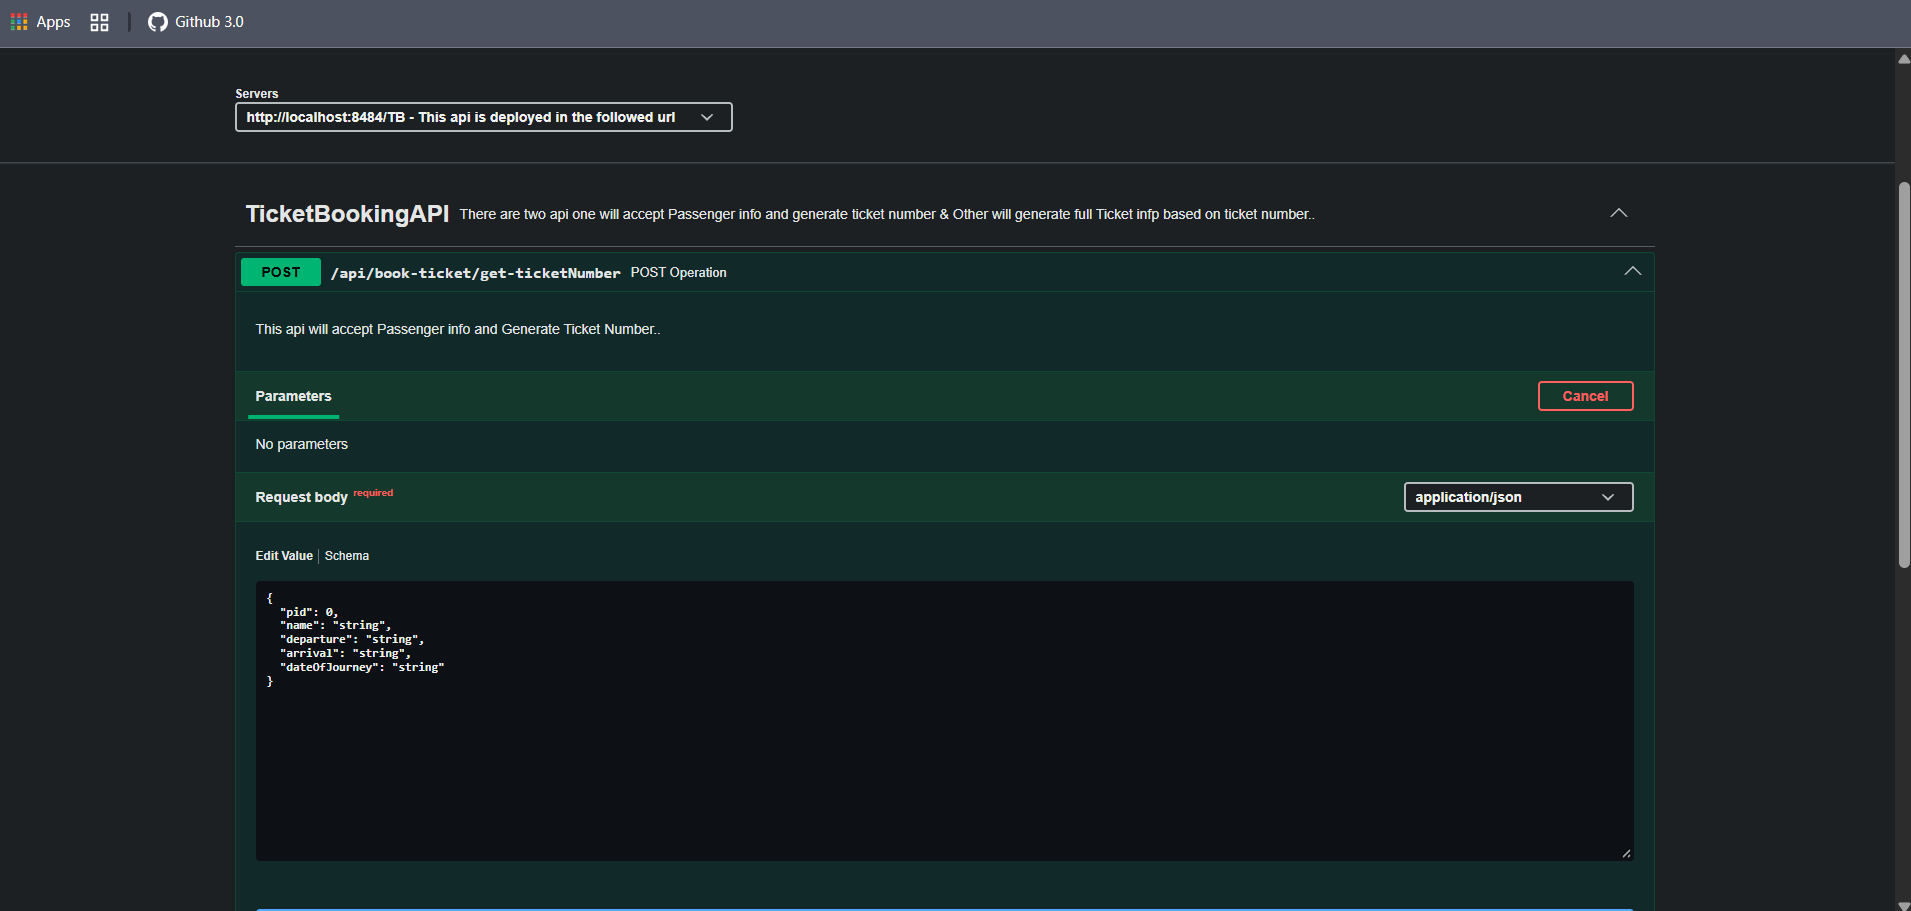 Apps Github 3.0
Servers
http://localhost:8484/TB - This api is deployed in the followed url
TicketBookingAPI There are two api one will accept Passenger info and generate ticket number & Other will generate full Ticket infp based on ticket number..
POST /api/book-ticket/get-ticketNumber POST Operation
This api will accept Passenger info and Generate Ticket Number..
Parameters Cancel
No parameters
Request body required application/json
Edit Value Schema
{
  "pid": 0,
  "name": "string",
  "departure": "string",
  "arrival": "string",
  "dateOfJourney": "string"
}